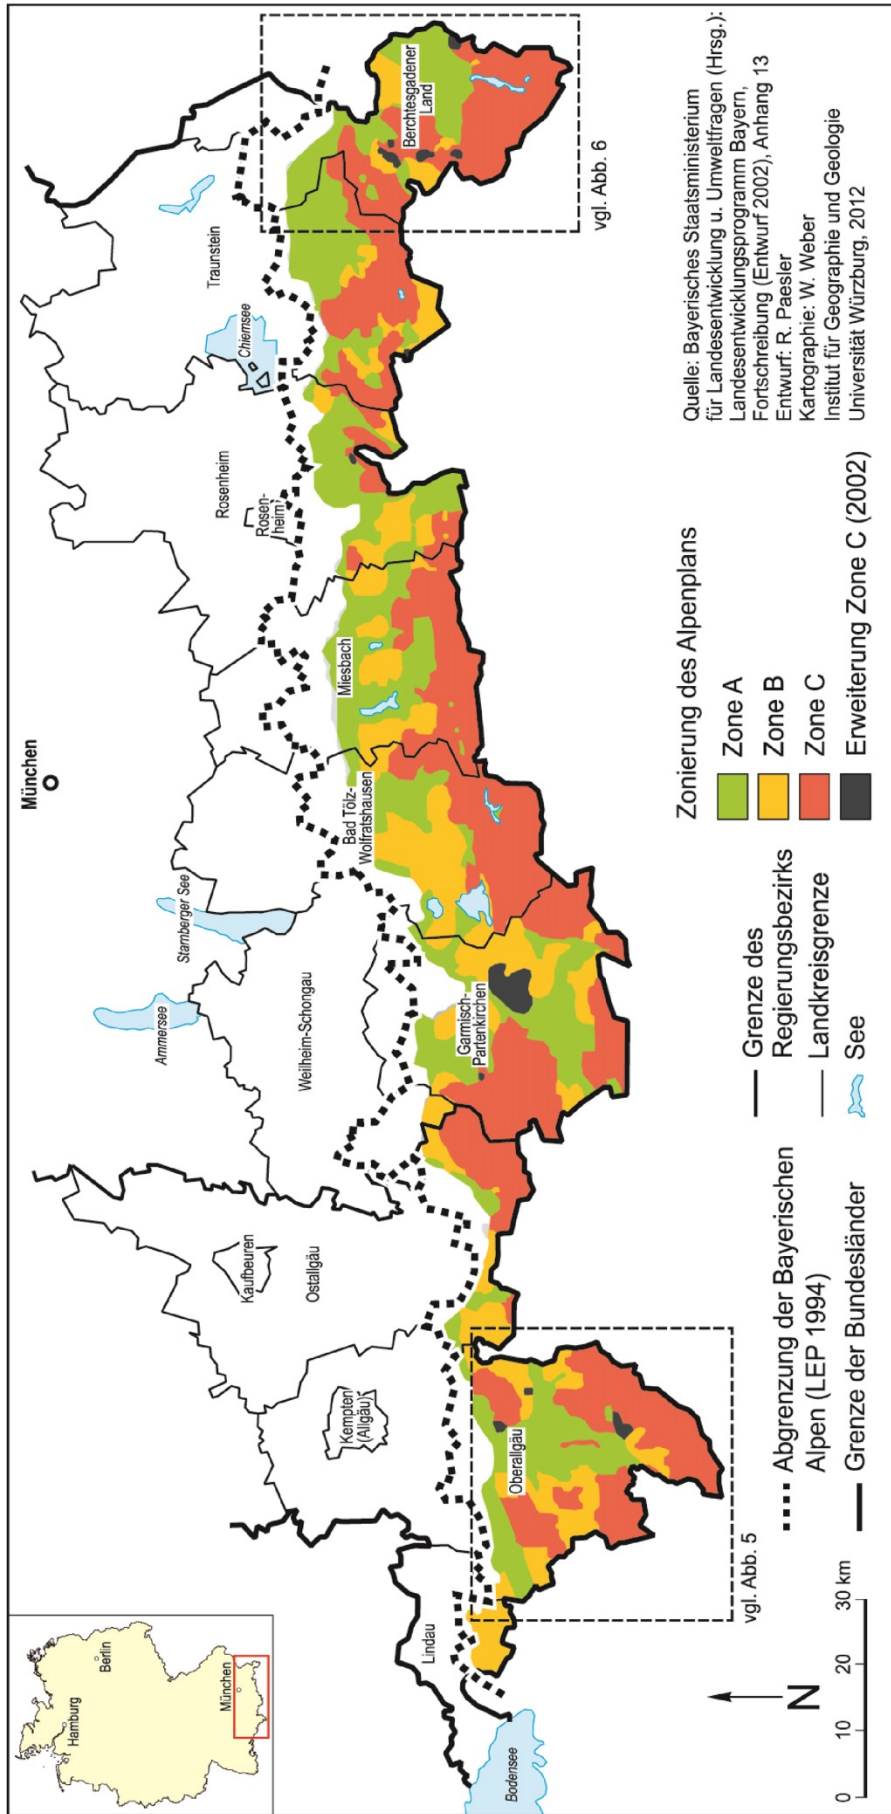 Hamburg
Berlin
München
München
Ammersee
Starnberger See
Chiemsee
Bodensee
Kaufbeuren
Ostallgäu
Kempten
(Allgäu)
Lindau
Oberallgäu
Weilheim-Schongau
Garmisch-
Partenkirchen
Bad Tölz-
Wolfratshausen
Miesbach
Rosenheim
Rosen-
heim
Traunstein
Berchtesgadener
Land
vgl. Abb. 5
vgl. Abb. 6
N
0 10 20 30 km
Abgrenzung der Bayerischen
Alpen (LEP 1994)
Grenze der Bundesländer
Grenze des
Regierungsbezirks
Landkreisgrenze
See
Zonierung des Alpenplans
Zone A
Zone B
Zone C
Erweiterung Zone C (2002)
Quelle: Bayerisches Staatsministerium
für Landesentwicklung u. Umweltfragen (Hrsg.):
Landesentwicklungsprogramm Bayern,
Fortschreibung (Entwurf 2002), Anhang 13
Entwurf: R. Paesler
Kartographie: W. Weber
Institut für Geographie und Geologie
Universität Würzburg, 2012